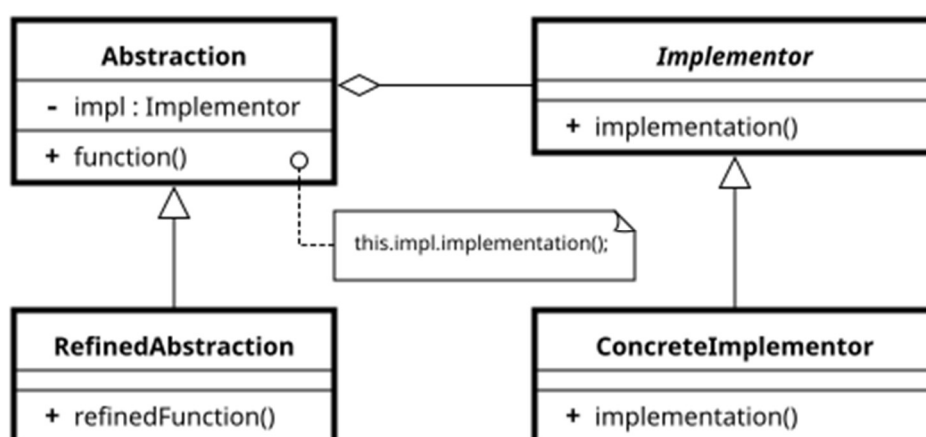 Abstraction
- impl : Implementor
+ function()
Implementor
+ implementation()
this.impl.implementation();
RefinedAbstraction
+ refinedFunction()
ConcreteImplementor
+ implementation()